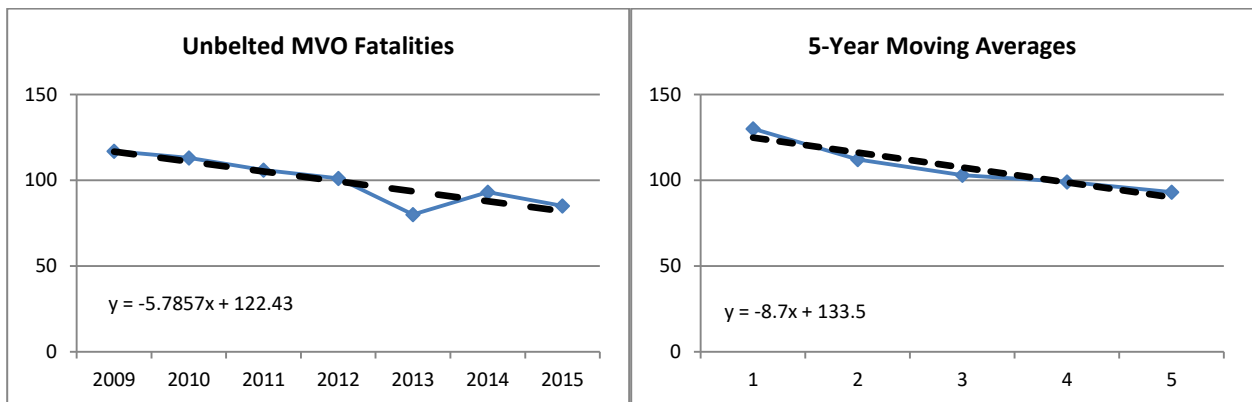 Unbelted MVO Fatalities
150
100
50
0
y = -5.7857x + 122.43
2009 2010 2011 2012 2013 2014 2015
5-Year Moving Averages
150
100
50
0
y = -8.7x + 133.5
1 2 3 4 5